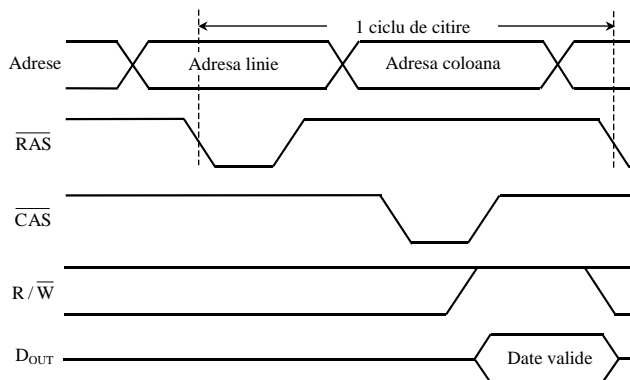 1 ciclu de citire
Adrese
Adresa linie
Adresa coloana
RAS
CAS
R / W
DOUT
Date valide